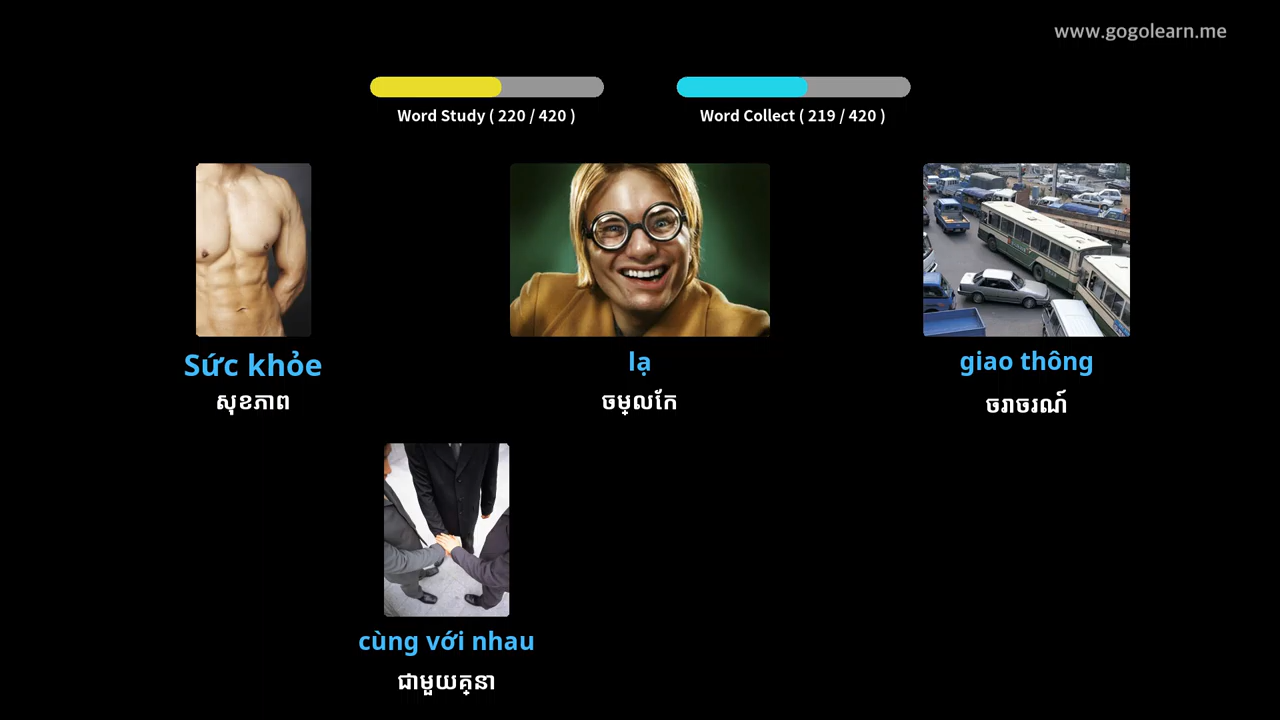 www.gogolearn.me
Word Study ( 220 / 420 )
Word Collect ( 219 / 420 )
Sức khỏe
សុខភាព
lạ
ចម្លែក
giao thông
ចរាចរណ៍
cùng với nhau
ជាមួយគ្នា